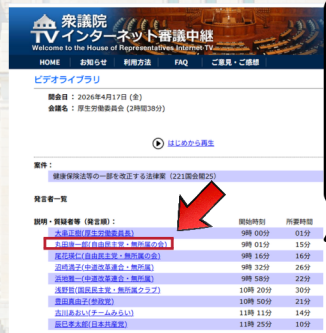 衆議院
インターネット審議中継
Welcome to the House of Representatives Internet-TV
HOME お知らせ 利用方法 FAQ ご意見・ご感想
ビデオライブラリ
開会日 : 2026年4月17日 (金)
会議名 : 厚生労働委員会 (2時間38分)
はじめから再生
案件:
健康保険法等の一部を改正する法律案(221国会閣25)
発言者一覧
説明・質疑者等(発言順): 開始時刻 所要時間
大串正樹(厚生労働委員長) 9時 00分 01分
丸田康一郎(自由民主党・無所属の会) 9時 01分 15分
尾花瑛仁(自由民主党・無所属の会) 9時 16分 16分
沼崎満子(中道改革連合・無所属) 9時 32分 26分
浜地雅一(中道改革連合・無所属) 9時 58分 22分
浅野哲(国民民主党・無所属クラブ) 10時 20分 30分
豊田真由子(参政党) 10時 50分 21分
古川あおい(チームみらい) 11時 11分 14分
辰巳孝太郎(日本共産党) 11時 25分 10分